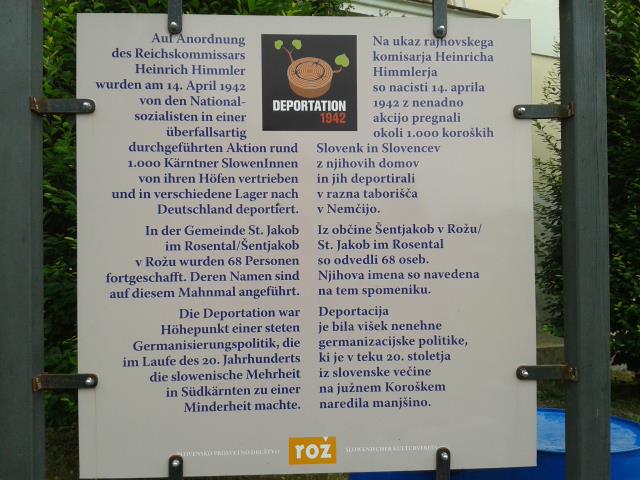 Auf Anordnung
des Reichskommissars
Heinrich Himmler
wurden am 14. April 1942
von den National-
sozialisten in einer
überfallsartig
durchgeführten Aktion rund
1.000 Kärntner SlowenInnen
von ihren Höfen vertrieben
und in verschiedene Lager nach
Deutschland deportiert.
In der Gemeinde St. Jakob
im Rosental/Šentjakob
v Rožu wurden 68 Personen
fortgeschafft. Deren Namen sind
auf diesem Mahnmal angeführt.
Die Deportation war
Höhepunkt einer steten
Germanisierungspolitik, die
im Laufe des 20. Jahrhunderts
die slowenische Mehrheit
in Südkärnten zu einer
Minderheit machte.
DEPORTATION
1942
Na ukaz rajhovskega
komisarja Heinricha
Himmlerja
so nacisti 14. aprila
1942 z nenadno
akcijo pregnali
okoli 1.000 koroških
Slovenk in Slovencev
z njihovih domov
in jih deportirali
v razna taborišča
v Nemčijo.
Iz občine Šentjakob v Rožu/
St. Jakob im Rosental
so odvedli 68 oseb.
Njihova imena so navedena
na tem spomeniku.
Deportacija
je bila višek nenehne
germanizacijske politike,
ki je v teku 20. stoletja
iz slovenske večine
na južnem Koroškem
naredila manjšino.
SLOVENSKO PROSVETNO DRUŠTVO
rož
SLOWENISCHER KULTURVEREIN